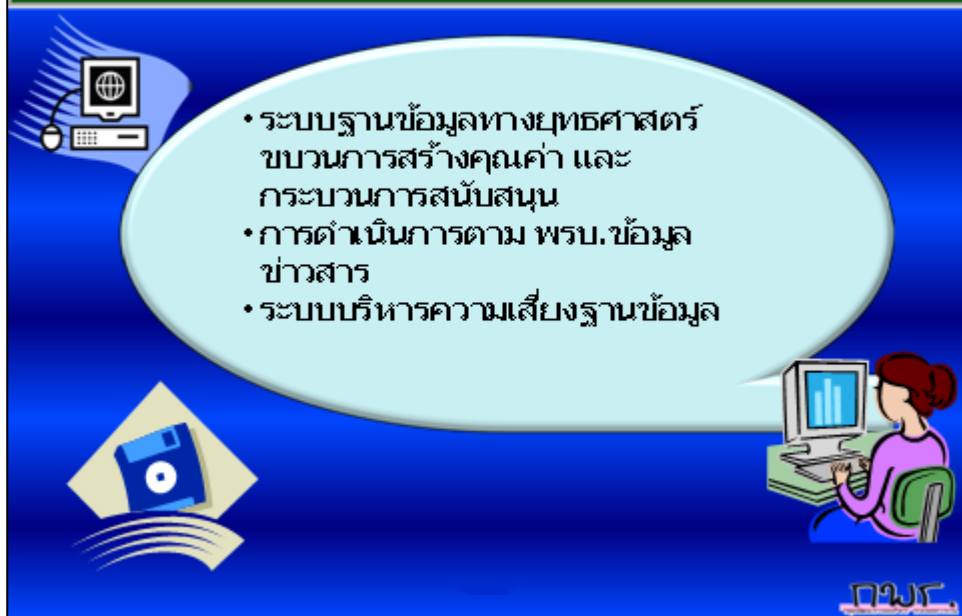 •ระบบฐานข้อมูลทางยุทธศาสตร์
ขบวนการสร้างคุณค่า และ
กระบวนการสนับสนุน
•การดำเนินการตาม พรบ.ข้อมูล
ข่าวสาร
•ระบบบริหารความเสี่ยงฐานข้อมูล
กพร.